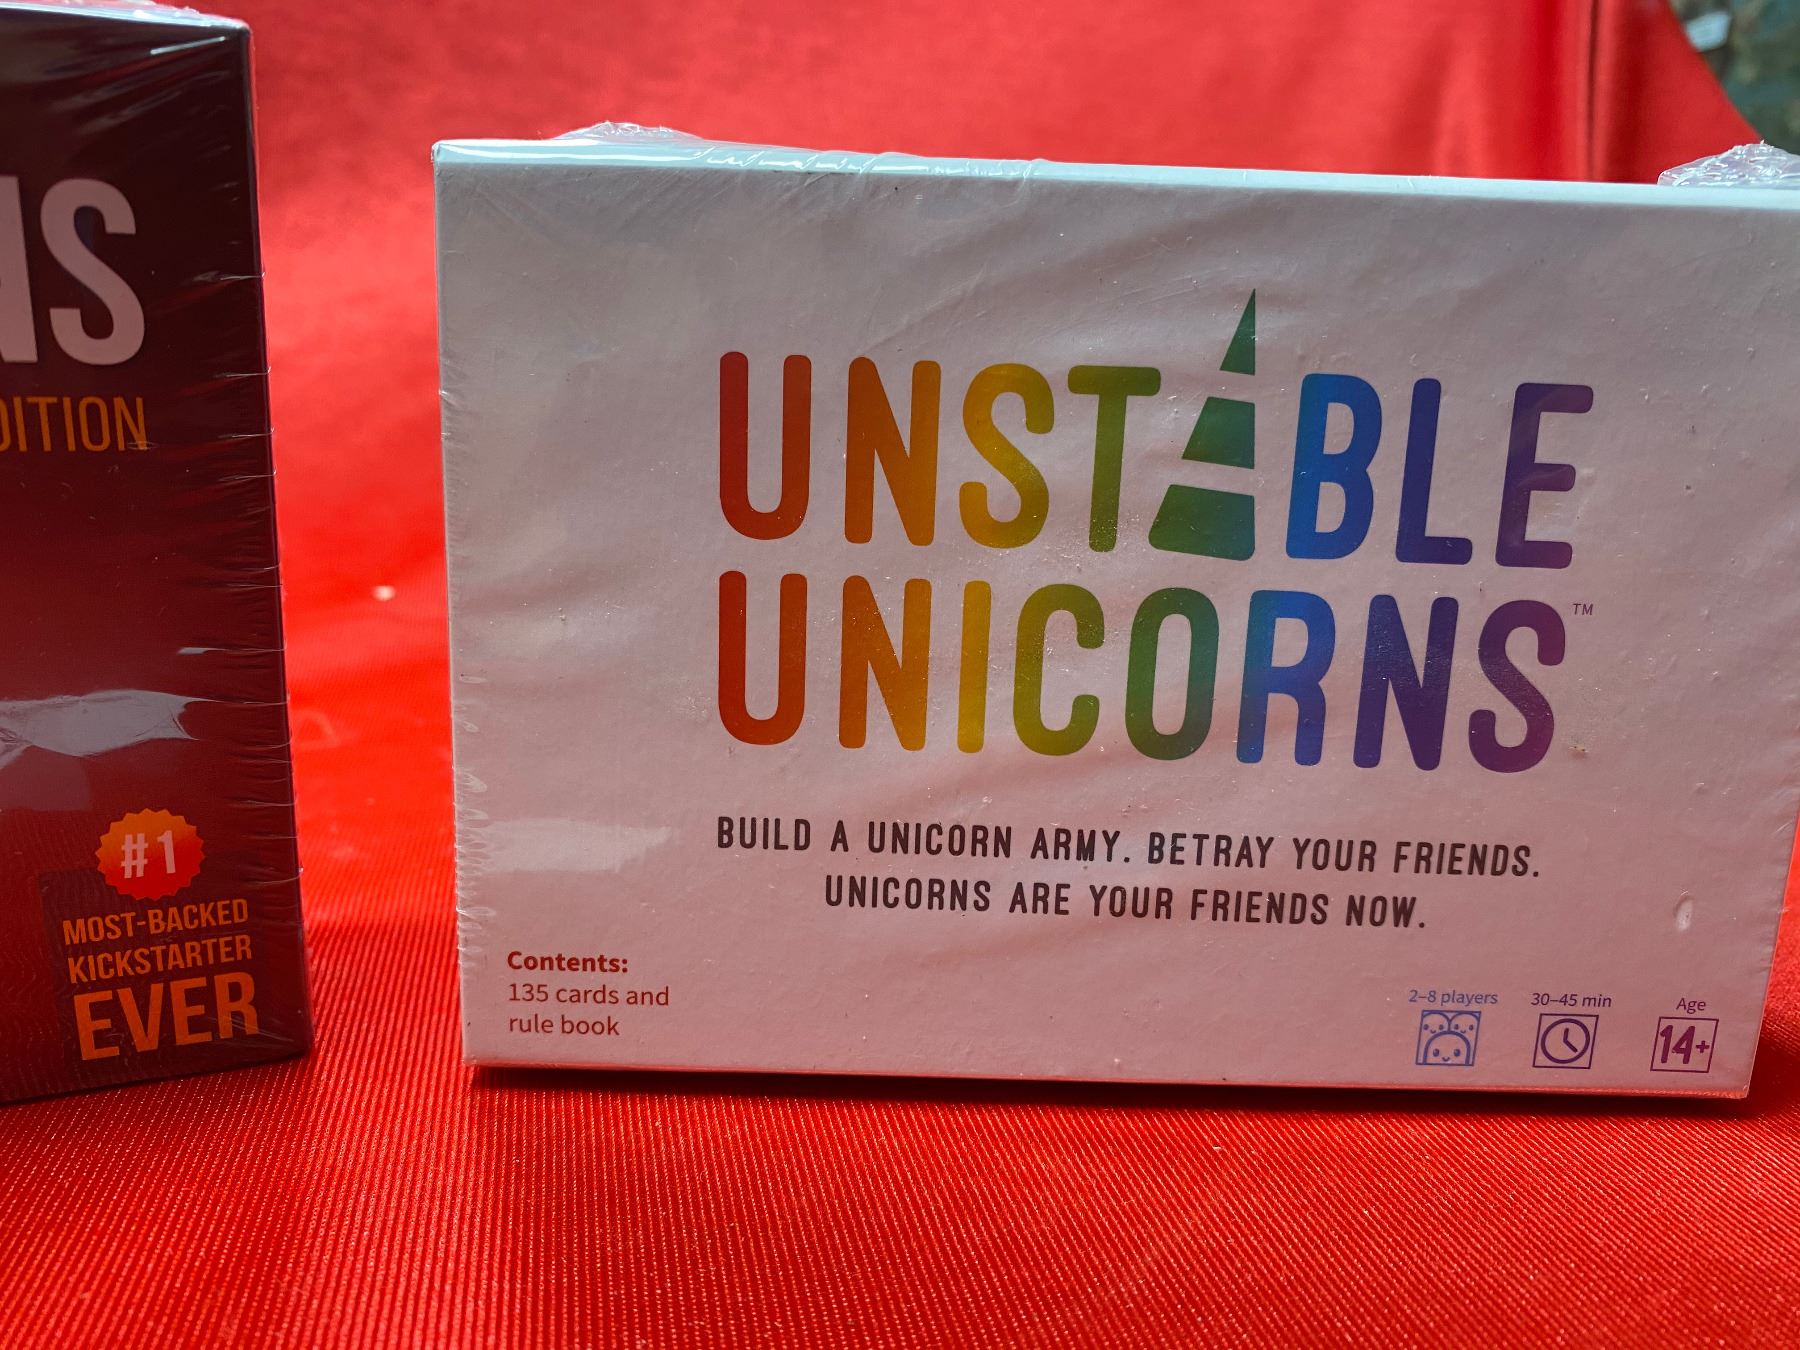 NS
DITION
#1
MOST-BACKED
KICKSTARTER
EVER
UNSTABLE
UNICORNS™
BUILD A UNICORN ARMY. BETRAY YOUR FRIENDS.
UNICORNS ARE YOUR FRIENDS NOW.
Contents:
135 cards and
rule book
2–8 players
30–45 min
Age
14+